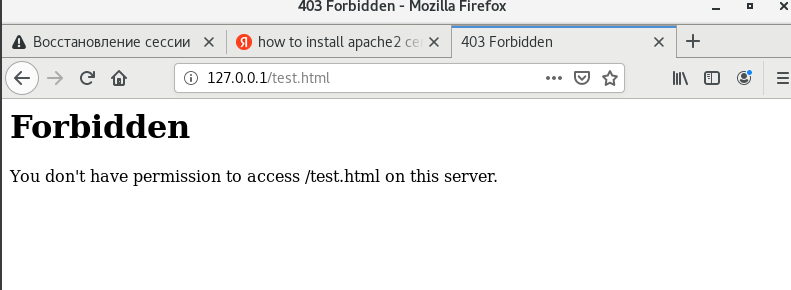 403 Forbidden - Mozilla Firefox
Восстановление сессии
how to install apache2 ce
403 Forbidden
127.0.0.1/test.html
Forbidden
You don't have permission to access /test.html on this server.